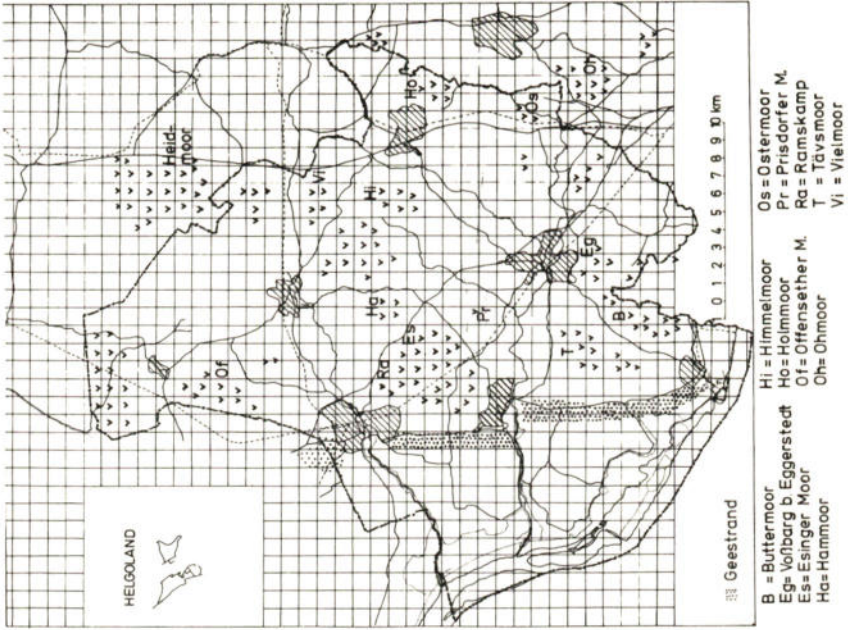 HELGOLAND
Heid-
moor
Of
Vi
Hi
Ho
Ha
Ra
Es
Pr
Os
Oh
T
Eg
B
Geestrand
1 0 1 2 3 4 5 6 7 8 9 10 km
B = Buttermoor
Eg = Voßbarg b. Eggerstedt
Es = Esinger Moor
Ha = Hammoor
Hi = Himmelmoor
Ho = Holmmoor
Of = Offensether M.
Oh = Ohmoor
Os = Ostermoor
Pr = Prisdorfer M.
Ra = Ramskamp
T = Tävsmoor
Vi = Vielmoor